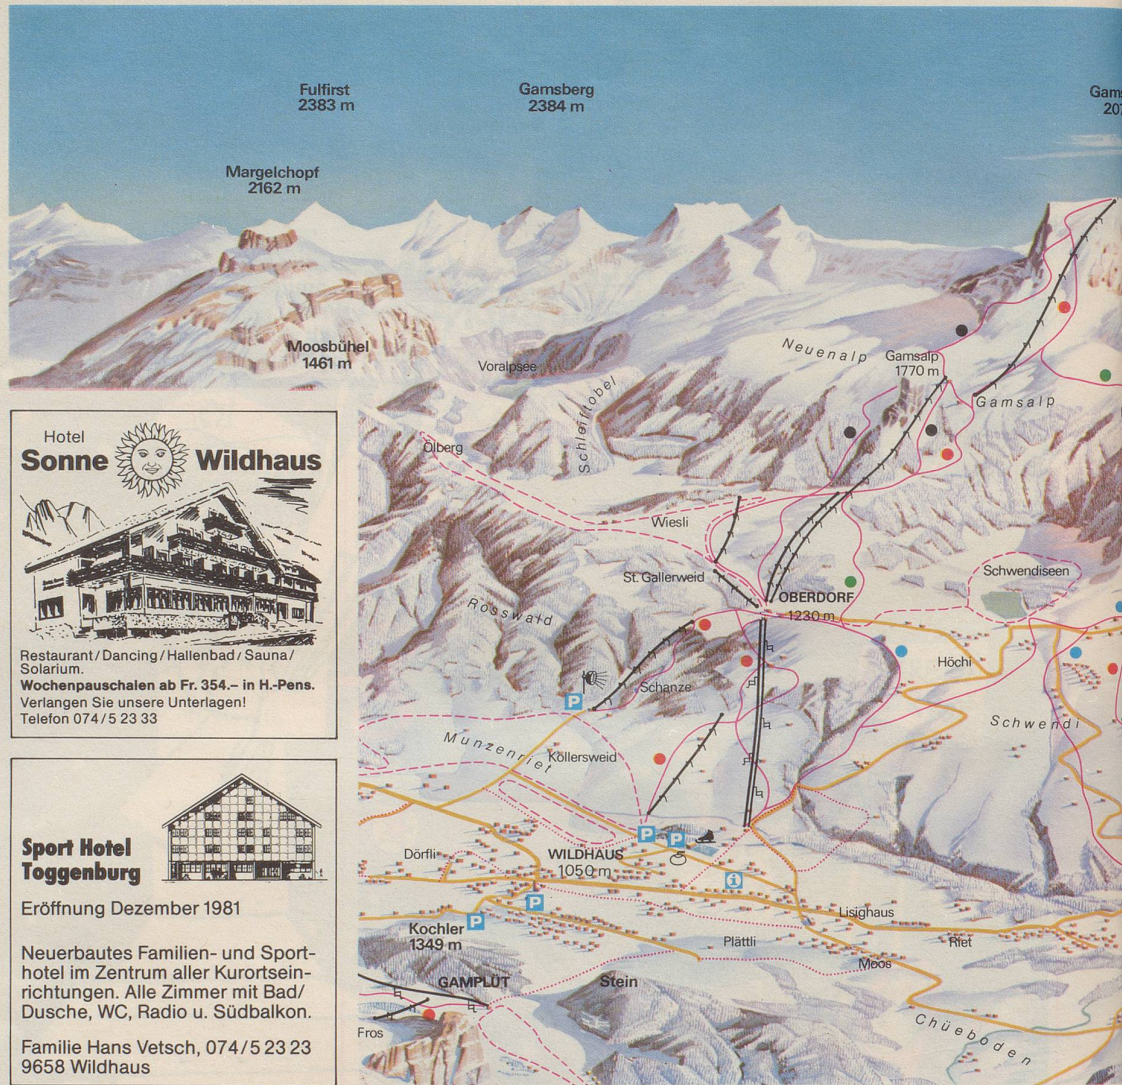 Fulfirst
2383 m
Gamsberg
2384 m
Margelchopf
2162 m
Moosbühel
1461 m
Voralpsee
Neuenalp
Gamsalp
1770 m
Gamsalp
Schleiftobel
Ölberg
Wiesli
St. Gallerweid
Schwendiseen
OBERDORF
1230 m
Rosswald
Höchi
Schanze
Schwendi
P
Munzenriet
Köllersweid
P
P
Dörfli
WILDHAUS
1050 m
i
P
Lisighaus
P
Kochler
1349 m
Plättli
Riet
Moos
GAMPLÜT
Stein
Fros
Chüeboden
Hotel
Sonne Wildhaus
Restaurant/Dancing/Hallenbad/Sauna/
Solarium.
Wochenpauschalen ab Fr. 354.– in H.-Pens.
Verlangen Sie unsere Unterlagen!
Telefon 074/5 23 33
Sport Hotel
Toggenburg
Eröffnung Dezember 1981
Neuerbautes Familien- und Sport-
hotel im Zentrum aller Kurortsein-
richtungen. Alle Zimmer mit Bad/
Dusche, WC, Radio u. Südbalkon.
Familie Hans Vetsch, 074/5 23 23
9658 Wildhaus